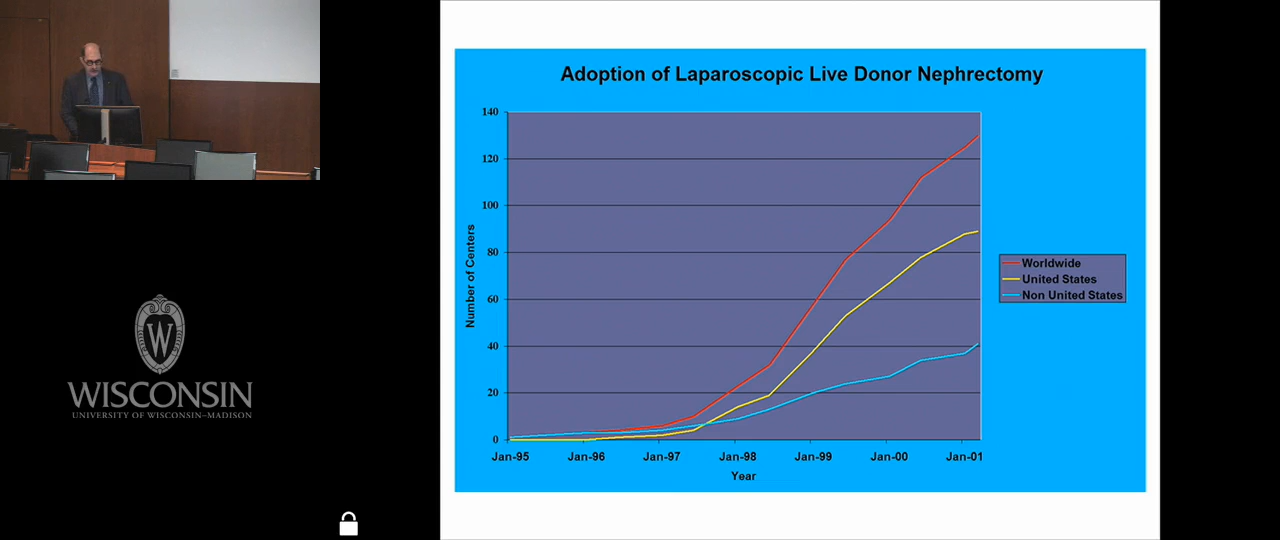 Adoption of Laparoscopic Live Donor Nephrectomy
140
120
100
80
60
40
20
0
Number of Centers
Jan-95 Jan-96 Jan-97 Jan-98 Jan-99 Jan-00 Jan-01
Year
Worldwide
United States
Non United States
W
WISCONSIN
UNIVERSITY OF WISCONSIN–MADISON